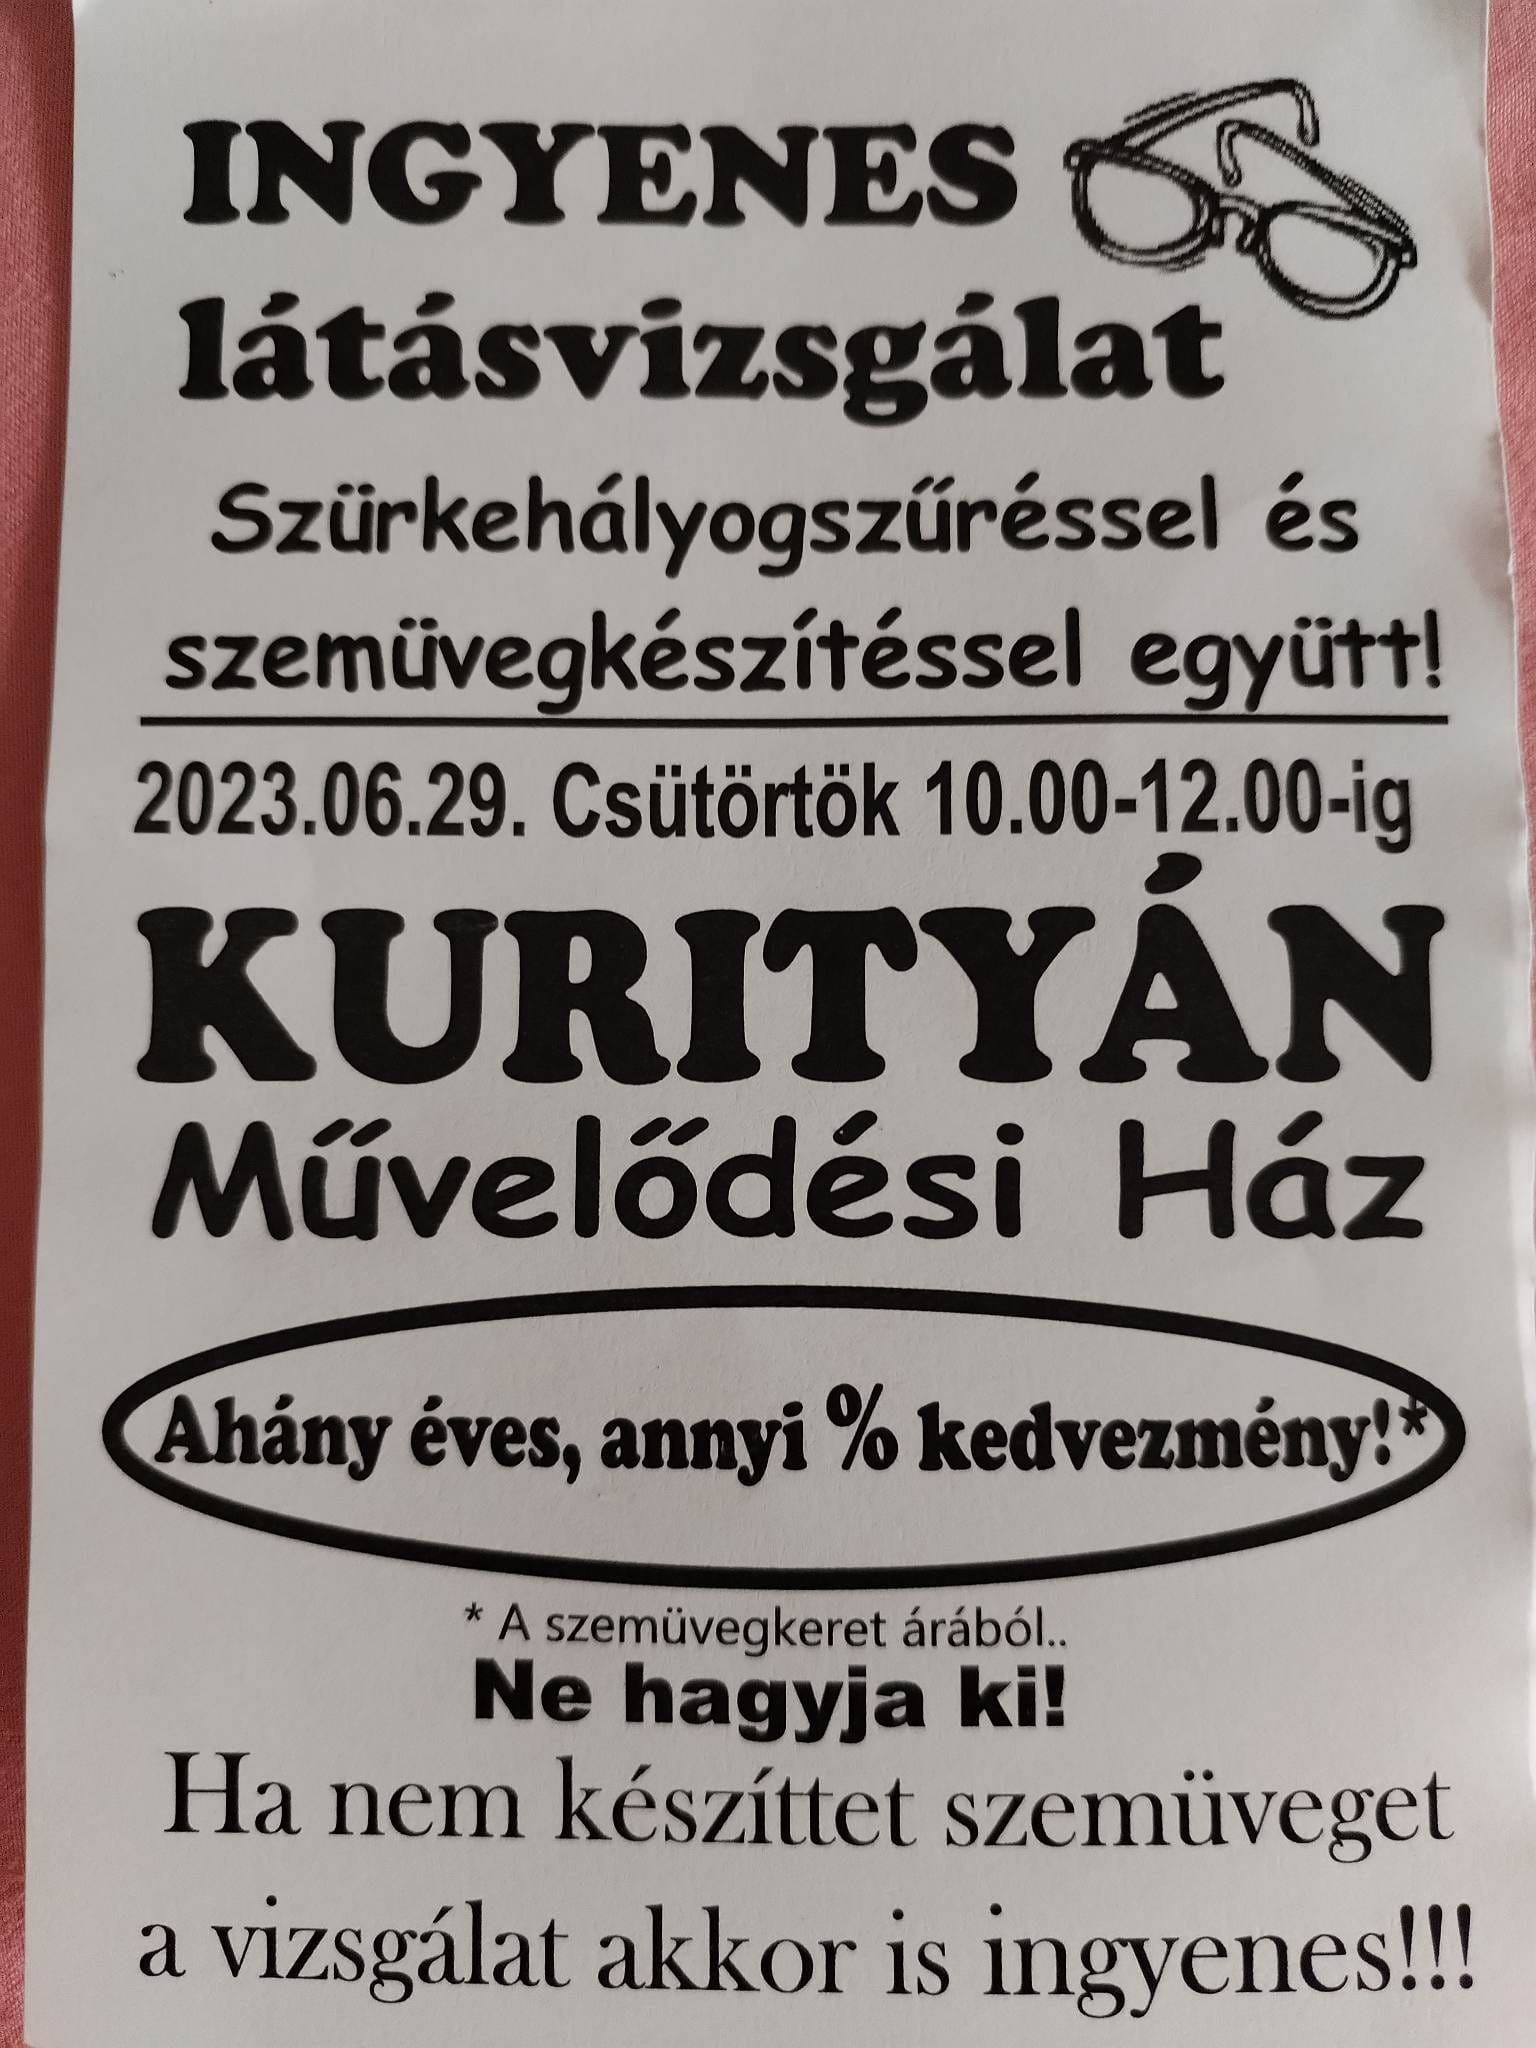 INGYENES
látásvizsgálat
Szürkehályogszűréssel és
szemüvegkészítéssel együtt!
2023.06.29. Csütörtök 10.00-12.00-ig
KURITYÁN
Művelődési Ház
Ahány éves, annyi % kedvezmény!*
* A szemüvegkeret árából..
Ne hagyja ki!
Ha nem készíttet szemüveget
a vizsgálat akkor is ingyenes!!!